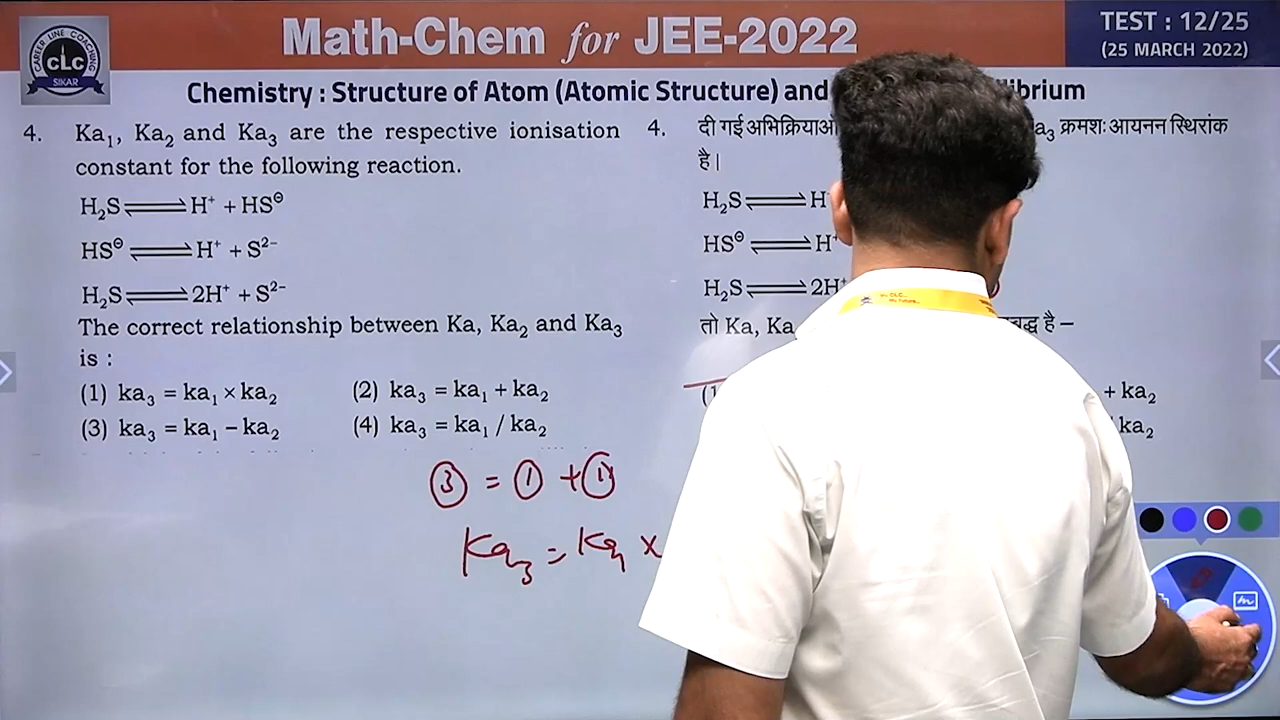 CAREER LINE COACHING
CLC
SIKAR
Math-Chem for JEE-2022
TEST : 12/25
(25 MARCH 2022)
Chemistry : Structure of Atom (Atomic Structure) and
4. Ka₁, Ka₂ and Ka₃ are the respective ionisation
constant for the following reaction.
H₂S ⇌ H⁺ + HS⊖
HS⊖ ⇌ H⁺ + S²⁻
H₂S ⇌ 2H⁺ + S²⁻
The correct relationship between Ka, Ka₂ and Ka₃
is :
(1) ka₃ = ka₁ × ka₂ (2) ka₃ = ka₁ + ka₂
(3) ka₃ = ka₁ – ka₂ (4) ka₃ = ka₁ / ka₂
③ = ① +
Ka₃ = Ka₁ ×
4. दी गई क्रमशः आयनन स्थिरांक
है।
H₂S ⇌
HS⊖ ⇌ H⁺
H₂S ⇌ 2H⁺
तो Ka, Ka है –
+ ka₂
ka₂